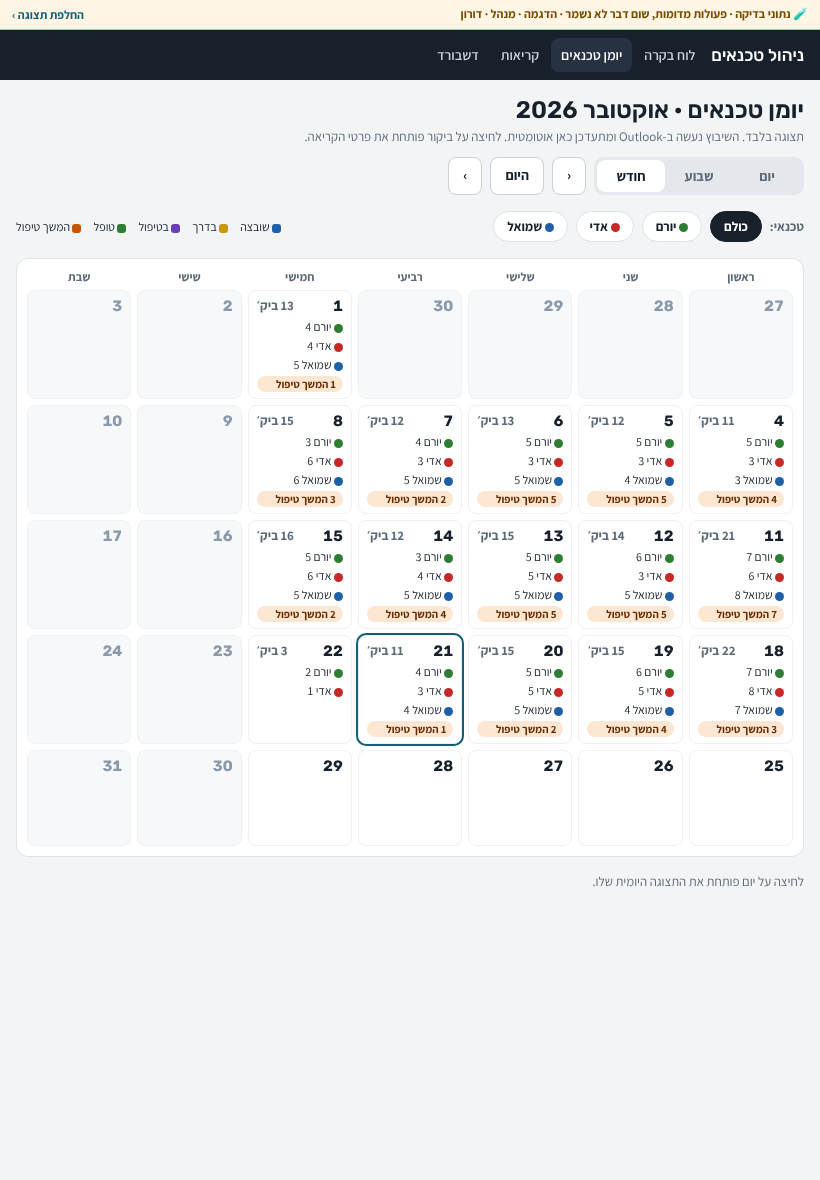 🧪 נתוני בדיקה · פעולות מדומות, שום דבר לא נשמר · הדגמה · מנהל · דורון
החלפת תצוגה ›
ניהול טכנאים
לוח בקרה
יומן טכנאים
קריאות
דשבורד
יומן טכנאים • אוקטובר 2026
תצוגה בלבד. השיבוץ נעשה ב-Outlook ומתעדכן כאן אוטומטית. לחיצה על ביקור פותחת את פרטי הקריאה.
יום שבוע חודש
‹ היום ›
טכנאי: כולם יורם אדי שמואל
שובצה בדרך בטיפול טופל המשך טיפול
ראשון שני שלישי רביעי חמישי שישי שבת
27
28
29
30
1 13 ביק׳
יורם 4
אדי 4
שמואל 5
1 המשך טיפול
2
3
4 11 ביק׳
יורם 5
אדי 3
שמואל 3
4 המשך טיפול
5 12 ביק׳
יורם 5
אדי 3
שמואל 4
5 המשך טיפול
6 13 ביק׳
יורם 5
אדי 3
שמואל 5
5 המשך טיפול
7 12 ביק׳
יורם 4
אדי 3
שמואל 5
2 המשך טיפול
8 15 ביק׳
יורם 3
אדי 6
שמואל 6
3 המשך טיפול
9
10
11 21 ביק׳
יורם 7
אדי 6
שמואל 8
7 המשך טיפול
12 14 ביק׳
יורם 6
אדי 3
שמואל 5
5 המשך טיפול
13 15 ביק׳
יורם 5
אדי 5
שמואל 5
5 המשך טיפול
14 12 ביק׳
יורם 3
אדי 4
שמואל 5
4 המשך טיפול
15 16 ביק׳
יורם 5
אדי 6
שמואל 5
2 המשך טיפול
16
17
18 22 ביק׳
יורם 7
אדי 8
שמואל 7
3 המשך טיפול
19 15 ביק׳
יורם 6
אדי 5
שמואל 4
4 המשך טיפול
20 15 ביק׳
יורם 5
אדי 5
שמואל 5
2 המשך טיפול
21 11 ביק׳
יורם 4
אדי 3
שמואל 4
1 המשך טיפול
22 3 ביק׳
יורם 2
אדי 1
23
24
25
26
27
28
29
30
31
לחיצה על יום פותחת את התצוגה היומית שלו.